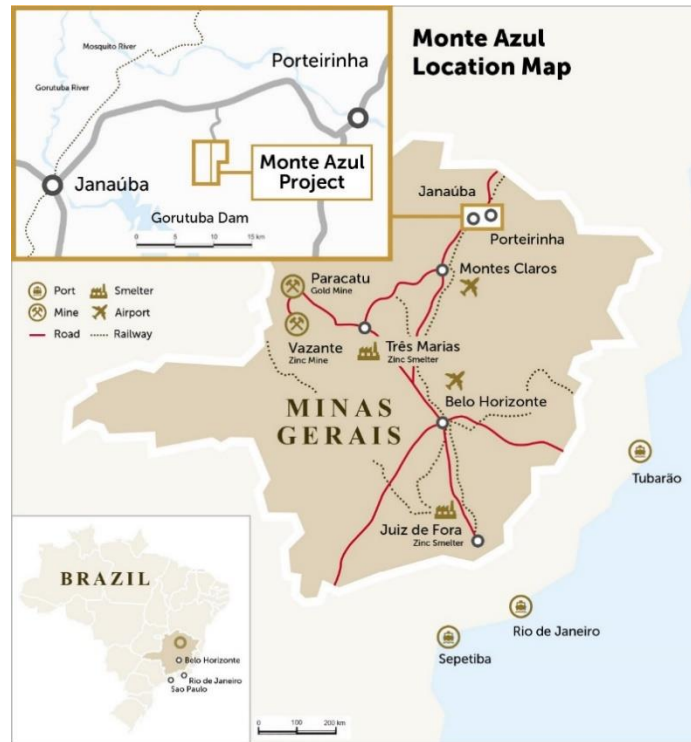 Monte Azul
Location Map
Mosquito River
Gorutuba River
Porteirinha
Janaúba
Monte Azul
Project
Gorutuba Dam
0 5 10 15 km
Janaúba
Porteirinha
Montes Claros
Port
Smelter
Mine
Airport
Road
Railway
Paracatu
Gold Mine
Vazante
Zinc Mine
Três Marias
Zinc Smelter
Belo Horizonte
MINAS
GERAIS
Tubarão
Juiz de Fora
Zinc Smelter
Rio de Janeiro
Sepetiba
BRAZIL
Belo Horizonte
Rio de Janeiro
Sao Paulo
0 100 200 km